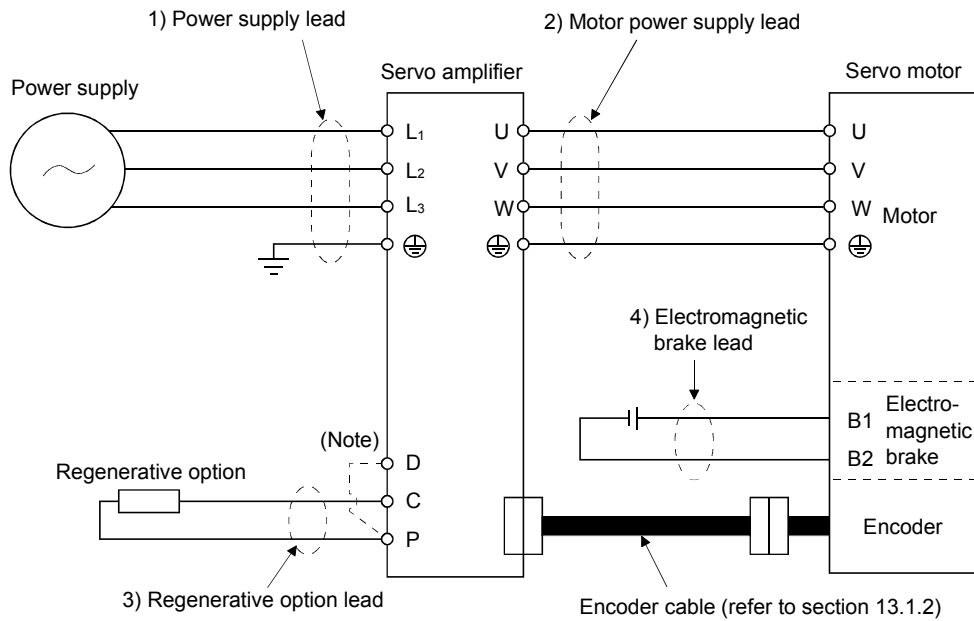 1) Power supply lead
2) Motor power supply lead
Servo amplifier
Servo motor
Power supply
L1
U
U
L2
V
V
L3
W
W
Motor
4) Electromagnetic
brake lead
B1
Electro-
magnetic
brake
B2
(Note)
D
Regenerative option
C
P
Encoder
3) Regenerative option lead
Encoder cable (refer to section 13.1.2)